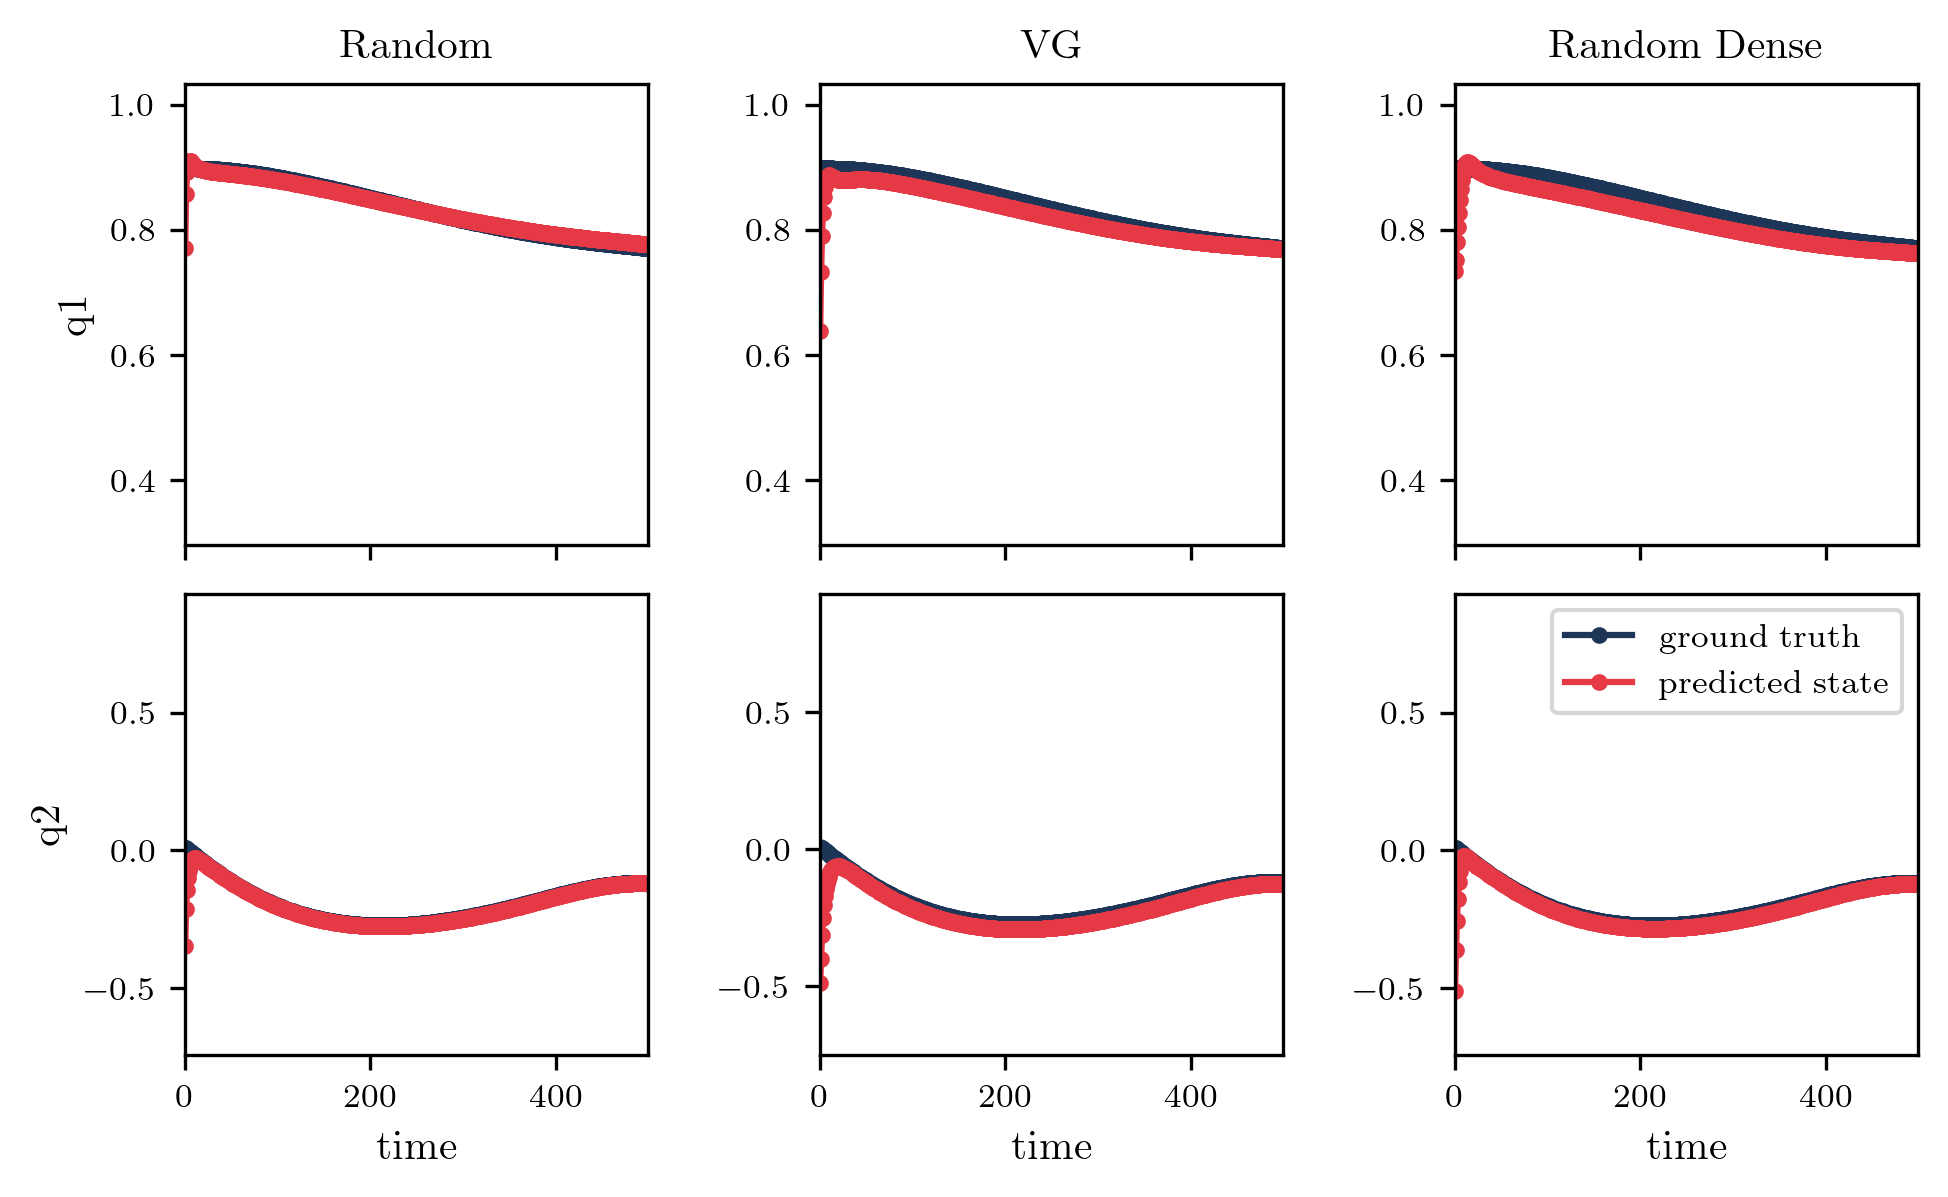 Random VG Random Dense
1.0 1.0 1.0
0.8 0.8 0.8
q1
0.6 0.6 0.6
0.4 0.4 0.4
ground truth
predicted state
0.5 0.5 0.5
q2
0.0 0.0 0.0
−0.5 −0.5 −0.5
0 200 400 0 200 400 0 200 400
time time time